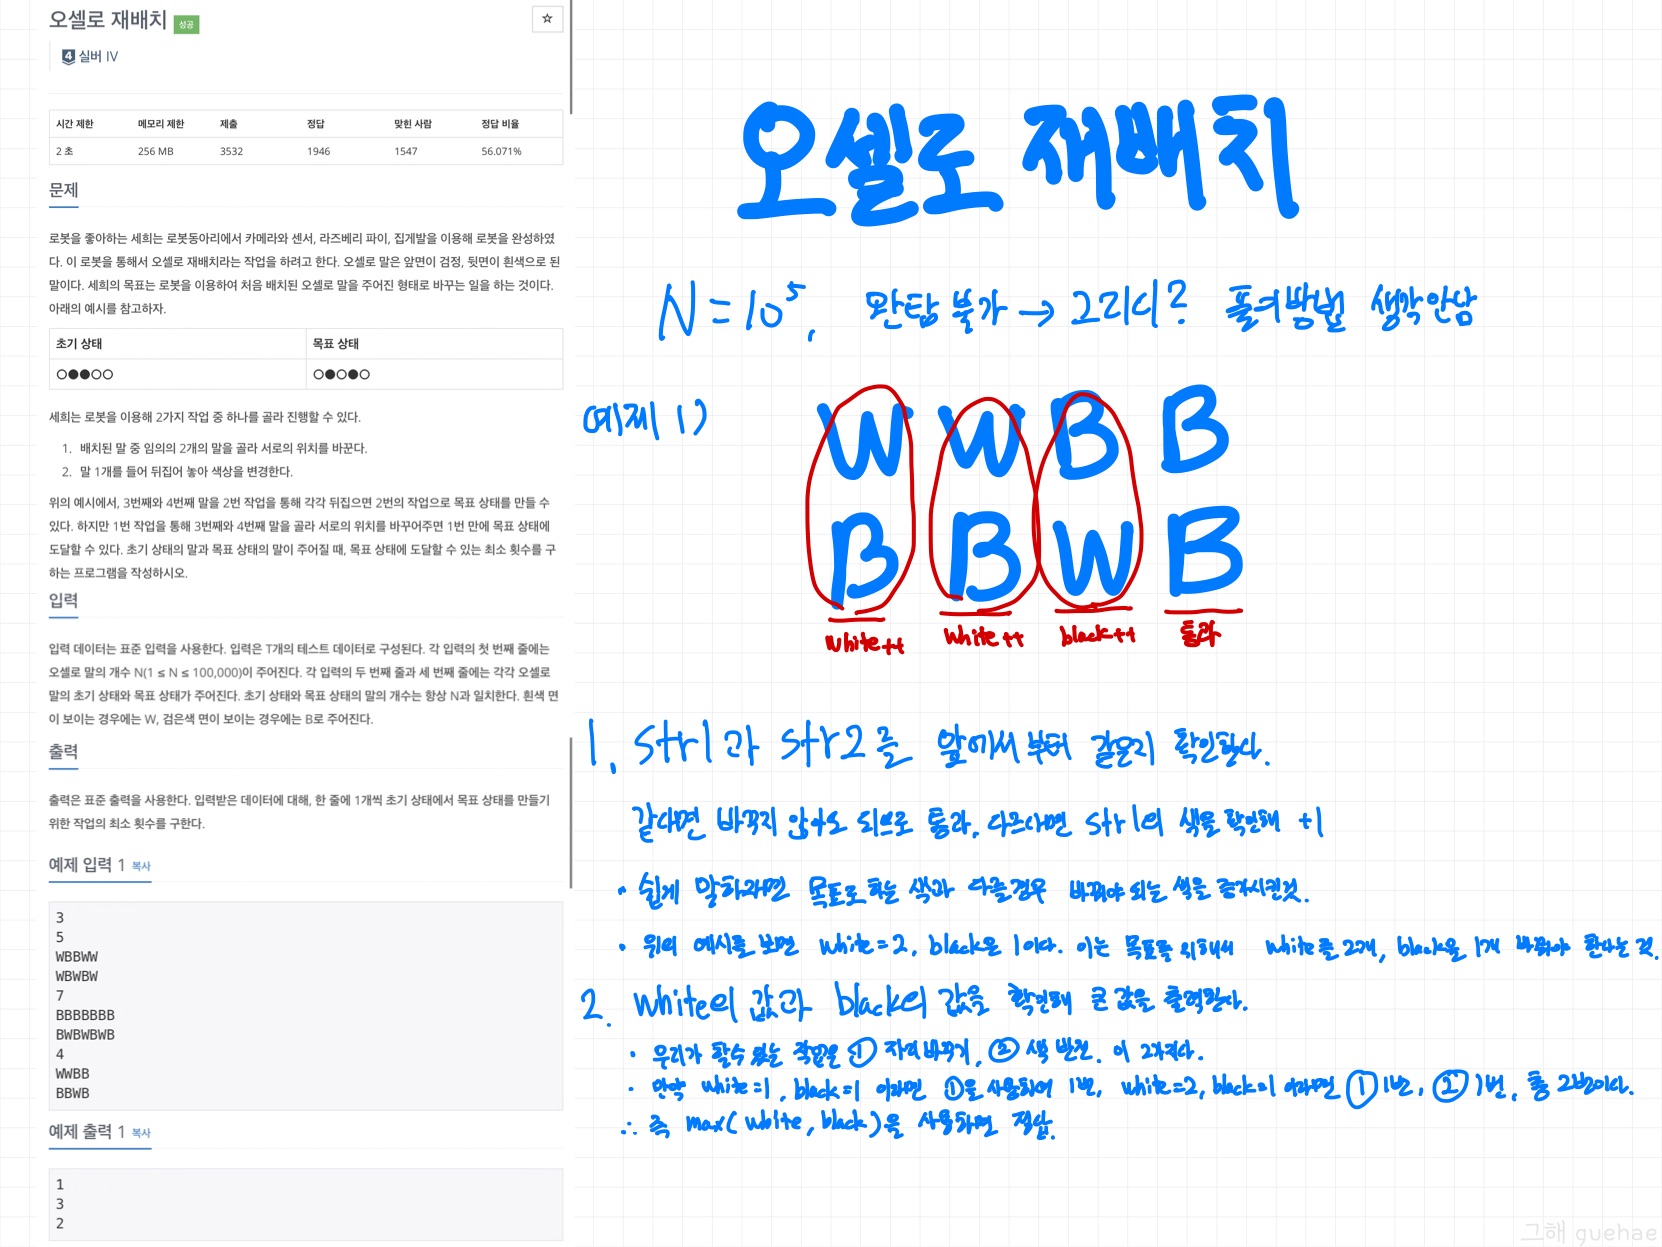 오셀로 재배치 성공
☆
4 실버 IV
시간 제한 메모리 제한 제출 정답 맞힌 사람 정답 비율
2 초 256 MB 3532 1946 1547 56.071%
문제
로봇을 좋아하는 세희는 로봇동아리에서 카메라와 센서, 라즈베리 파이, 집게발을 이용해 로봇을 완성하였
다. 이 로봇을 통해서 오셀로 재배치라는 작업을 하려고 한다. 오셀로 말은 앞면이 검정, 뒷면이 흰색으로 된
말이다. 세희의 목표는 로봇을 이용하여 처음 배치된 오셀로 말을 주어진 형태로 바꾸는 일을 하는 것이다.
아래의 예시를 참고하자.
초기 상태 목표 상태
○●●○○ ○●○●○
세희는 로봇을 이용해 2가지 작업 중 하나를 골라 진행할 수 있다.
1. 배치된 말 중 임의의 2개의 말을 골라 서로의 위치를 바꾼다.
2. 말 1개를 들어 뒤집어 놓아 색상을 변경한다.
위의 예시에서, 3번째와 4번째 말을 2번 작업을 통해 각각 뒤집으면 2번의 작업으로 목표 상태를 만들 수
있다. 하지만 1번 작업을 통해 3번째와 4번째 말을 골라 서로의 위치를 바꾸어주면 1번 만에 목표 상태에
도달할 수 있다. 초기 상태의 말과 목표 상태의 말이 주어질 때, 목표 상태에 도달할 수 있는 최소 횟수를 구
하는 프로그램을 작성하시오.
입력
입력 데이터는 표준 입력을 사용한다. 입력은 T개의 테스트 데이터로 구성된다. 각 입력의 첫 번째 줄에는
오셀로 말의 개수 N(1 ≤ N ≤ 100,000)이 주어진다. 각 입력의 두 번째 줄과 세 번째 줄에는 각각 오셀로
말의 초기 상태와 목표 상태가 주어진다. 초기 상태와 목표 상태의 말의 개수는 항상 N과 일치한다. 흰색 면
이 보이는 경우에는 W, 검은색 면이 보이는 경우에는 B로 주어진다.
출력
출력은 표준 출력을 사용한다. 입력받은 데이터에 대해, 한 줄에 1개씩 초기 상태에서 목표 상태를 만들기
위한 작업의 최소 횟수를 구한다.
예제 입력 1 복사
3
5
WBBWW
WBWBW
7
BBBBBBB
BWBWBWB
4
WWBB
BBWB
예제 출력 1 복사
1
3
2
오셀로 재배치
N = 10⁵, 완탐 불가 → 그리디? 풀이방법 생각안남
예제 1)
W W B B
B B W B
white++ white++ black++ 통과
1. str1과 str2를 앞에서 부터 같은지 확인한다.
같다면 바꾸지 않아도 되므로 통과, 다르다면 str1의 색을 확인해 +1
• 쉽게 말하자면 목표로 하는 색과 다를경우 바꿔야 되는 색을 증가시킨것.
• 위의 예시를 보면 white=2, black은 1이다. 이는 목표를 위해서 white를 2개, black을 1개 바꿔야 한다는 것.
2. white의 값과 black의 값을 확인해 큰 값을 출력한다.
• 우리가 할수 있는 작업은 ① 자리바꾸기, ② 색 반전. 이 2가지다.
• 만약 white=1, black=1 이라면 ①을 사용하여 1번, white=2, black=1 이라면 ① 1번, ② 1번, 총 2번이다.
∴ 즉 max(white, black)을 사용하면 정답.
그해 guehae